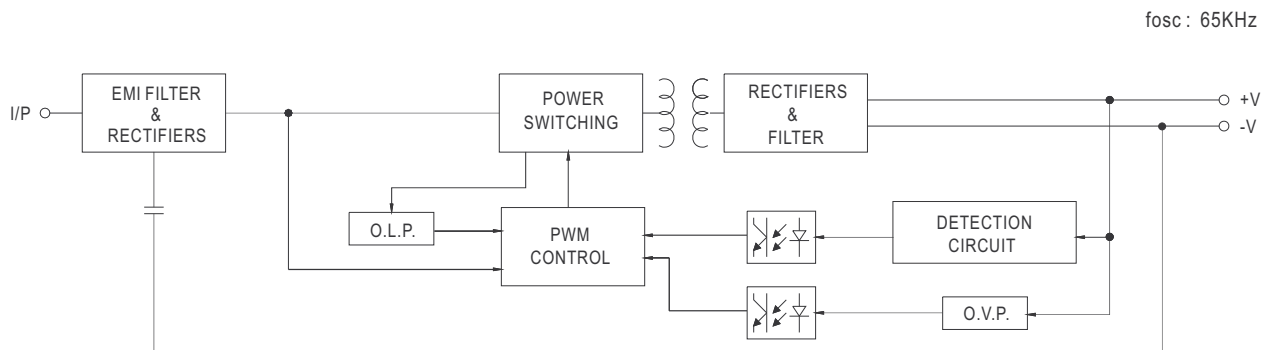 fosc : 65KHz
I/P
EMI FILTER
&
RECTIFIERS
POWER
SWITCHING
RECTIFIERS
&
FILTER
+V
-V
O.L.P.
PWM
CONTROL
DETECTION
CIRCUIT
O.V.P.